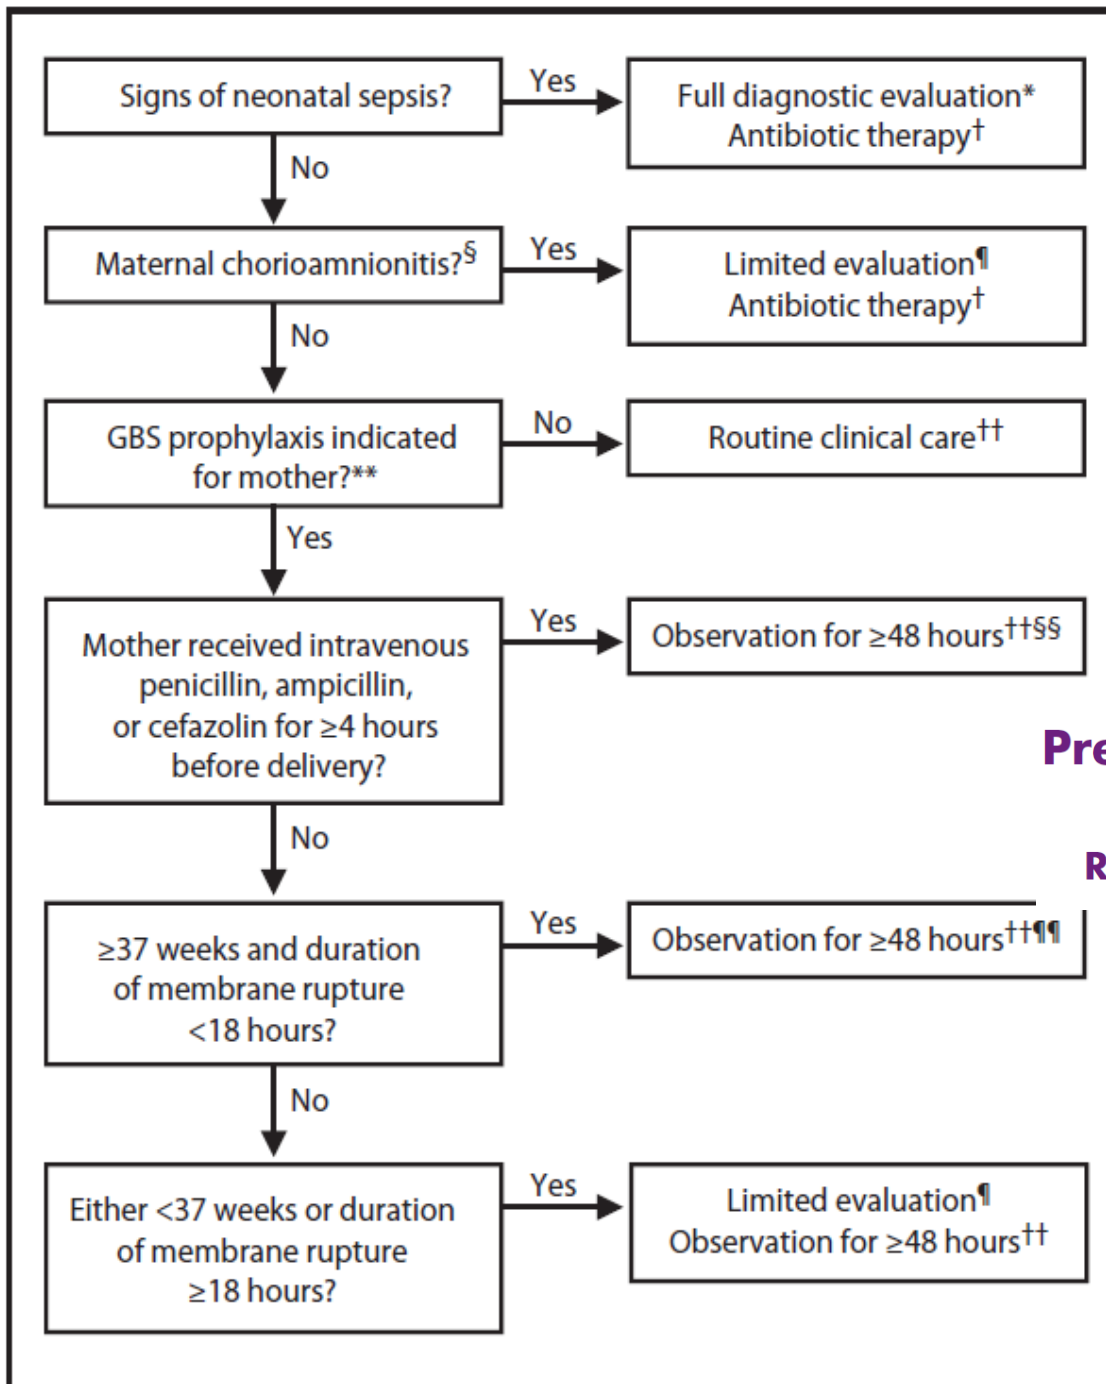 Signs of neonatal sepsis?
Yes
Full diagnostic evaluation*
Antibiotic therapy†
No
Maternal chorioamnionitis?§
Yes
Limited evaluation¶
Antibiotic therapy†
No
GBS prophylaxis indicated
for mother?**
No
Routine clinical care††
Yes
Mother received intravenous
penicillin, ampicillin,
or cefazolin for ≥4 hours
before delivery?
Yes
Observation for ≥48 hours††§§
Pre
No
R
≥37 weeks and duration
of membrane rupture
<18 hours?
Yes
Observation for ≥48 hours††¶¶
No
Either <37 weeks or duration
of membrane rupture
≥18 hours?
Yes
Limited evaluation¶
Observation for ≥48 hours††